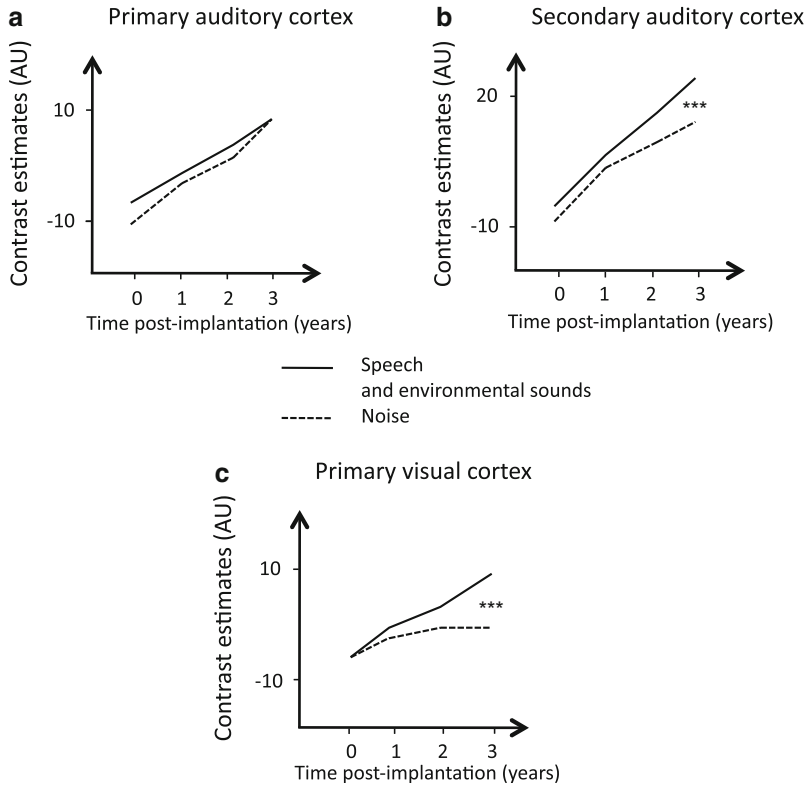 a Primary auditory cortex
Contrast estimates (AU)
10
-10
0 1 2 3
Time post-implantation (years)
b Secondary auditory cortex
Contrast estimates (AU)
20
***
-10
0 1 2 3
Time post-implantation (years)
Speech
and environmental sounds
Noise
c Primary visual cortex
Contrast estimates (AU)
10
***
-10
0 1 2 3
Time post-implantation (years)